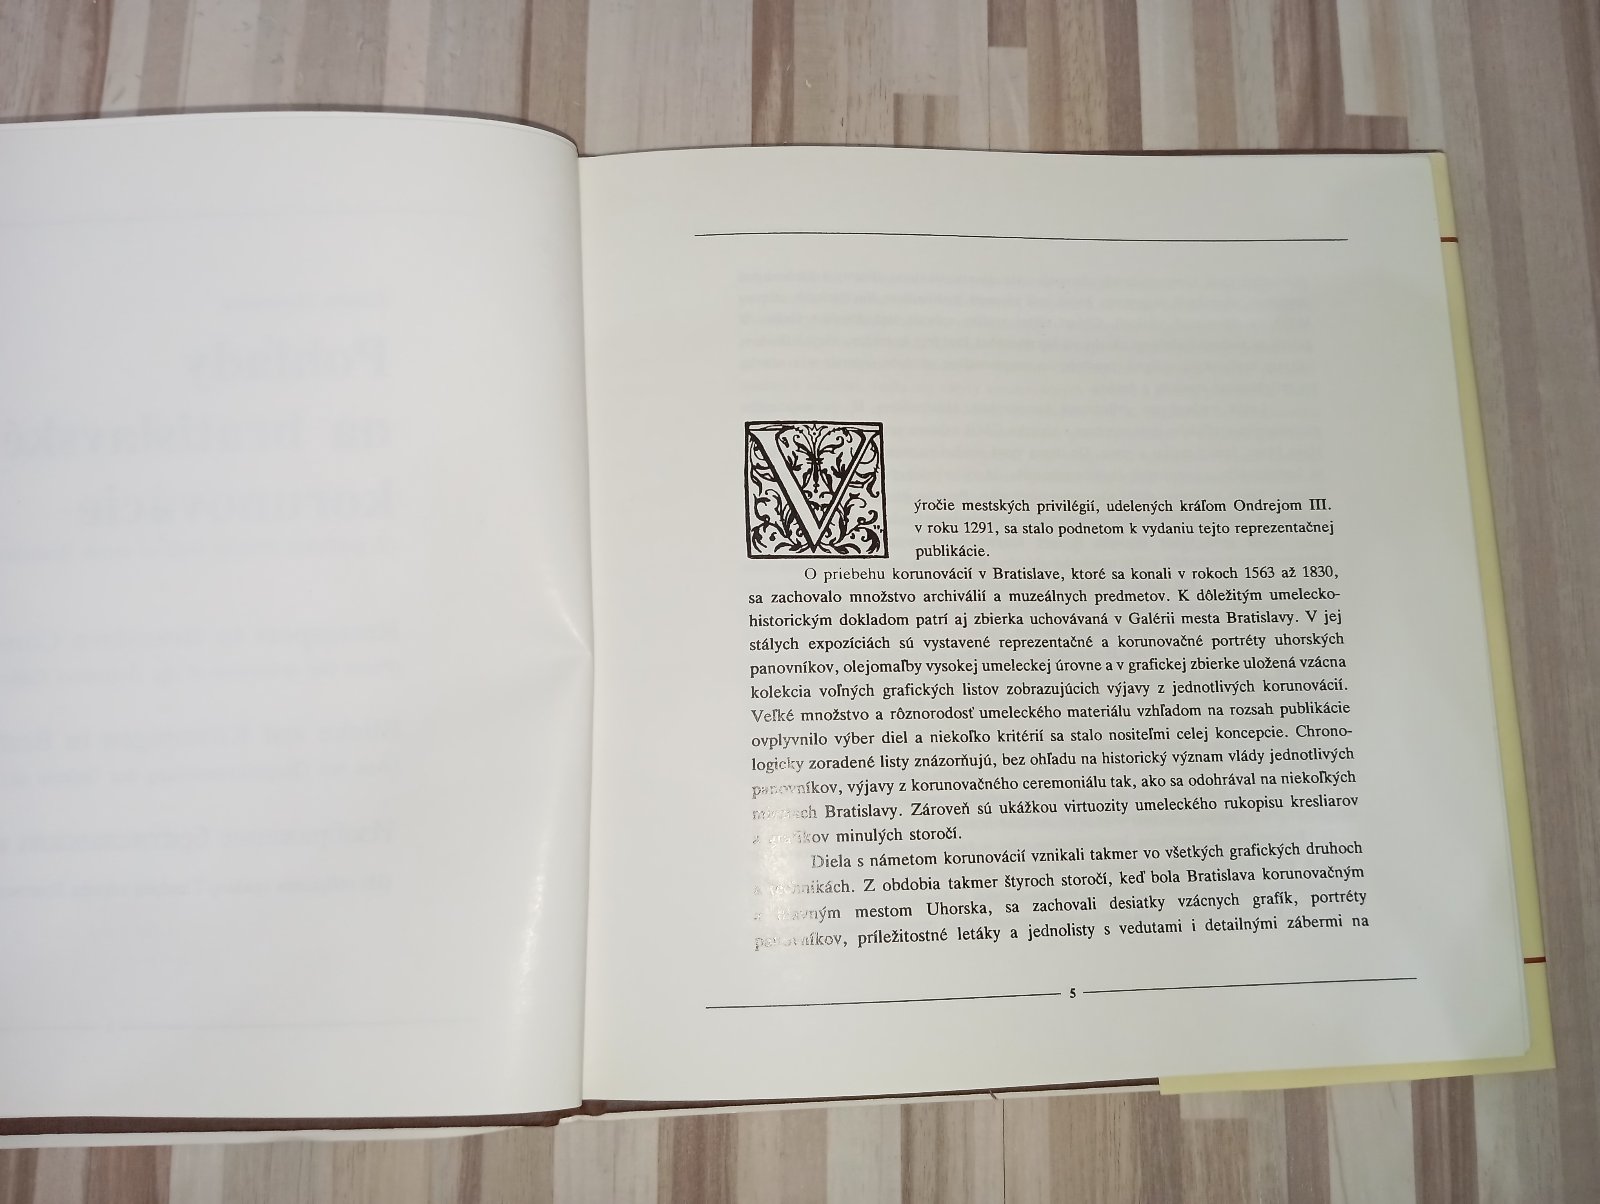 Výročie mestských privilégií, udelených kráľom Ondrejom III.
v roku 1291, sa stalo podnetom k vydaniu tejto reprezentačnej
publikácie.
O priebehu korunovácií v Bratislave, ktoré sa konali v rokoch 1563 až 1830,
sa zachovalo množstvo archiválií a muzeálnych predmetov. K dôležitým umelecko-
historickým dokladom patrí aj zbierka uchovávaná v Galérii mesta Bratislavy. V jej
stálych expozíciách sú vystavené reprezentačné a korunovačné portréty uhorských
panovníkov, olejomaľby vysokej umeleckej úrovne a v grafickej zbierke uložená vzácna
kolekcia voľných grafických listov zobrazujúcich výjavy z jednotlivých korunovácií.
Veľké množstvo a rôznorodosť umeleckého materiálu vzhľadom na rozsah publikácie
ovplyvnilo výber diel a niekoľko kritérií sa stalo nositeľmi celej koncepcie. Chrono-
logicky zoradené listy znázorňujú, bez ohľadu na historický význam vlády jednotlivých
panovníkov, výjavy z korunovačného ceremoniálu tak, ako sa odohrával na niekoľkých
miestach Bratislavy. Zároveň sú ukážkou virtuozity umeleckého rukopisu kresliarov
a grafikov minulých storočí.
Diela s námetom korunovácií vznikali takmer vo všetkých grafických druhoch
a technikách. Z obdobia takmer štyroch storočí, keď bola Bratislava korunovačným
a hlavným mestom Uhorska, sa zachovali desiatky vzácnych grafík, portréty
panovníkov, príležitostné letáky a jednolisty s vedutami i detailnými zábermi na
5